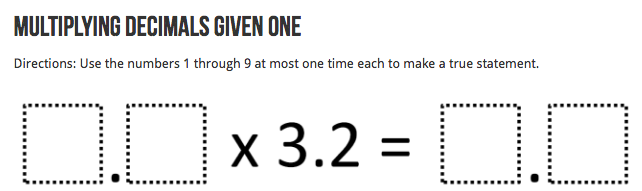 MULTIPLYING DECIMALS GIVEN ONE
Directions: Use the numbers 1 through 9 at most one time each to make a true statement.
. x 3.2 = .